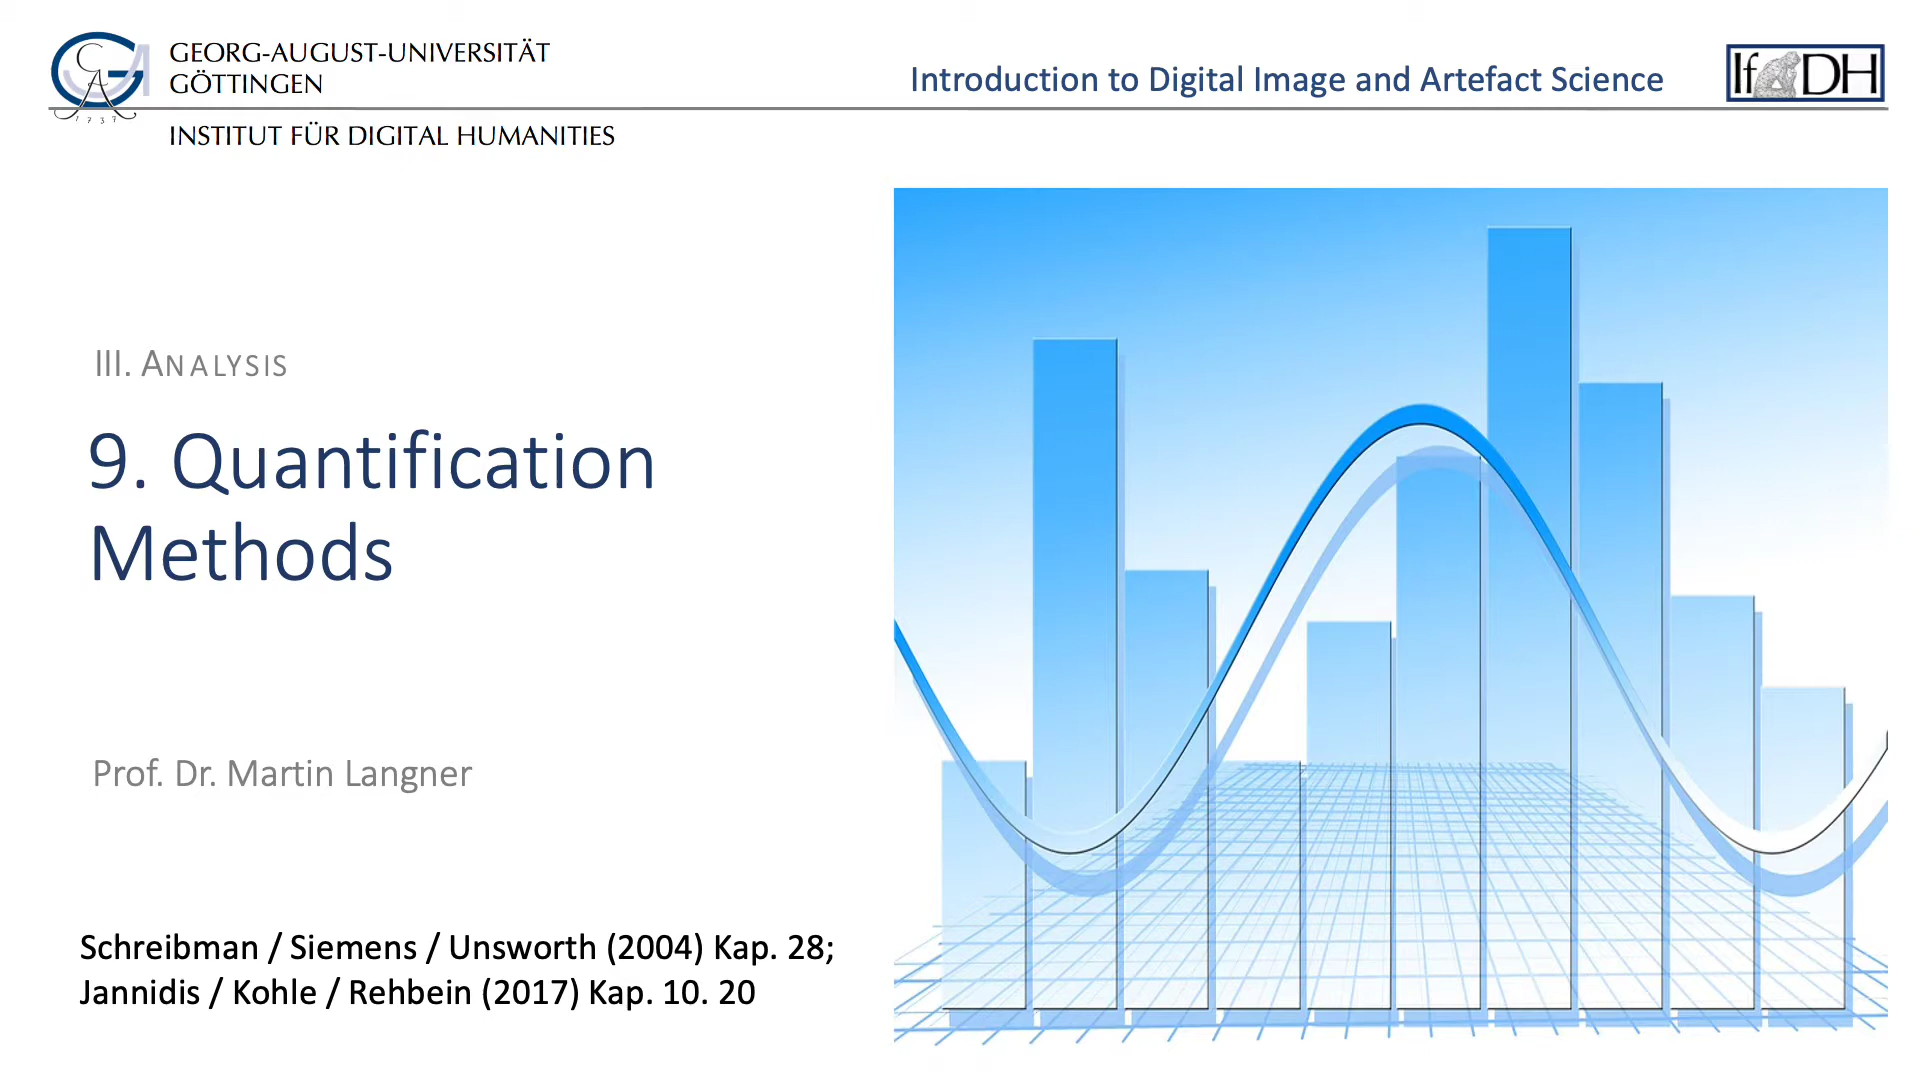 GEORG-AUGUST-UNIVERSITÄT
GÖTTINGEN
INSTITUT FÜR DIGITAL HUMANITIES
Introduction to Digital Image and Artefact Science
IfDH
GA
1737
III. ANALYSIS
9. Quantification
Methods
Prof. Dr. Martin Langner
Schreibman / Siemens / Unsworth (2004) Kap. 28;
Jannidis / Kohle / Rehbein (2017) Kap. 10. 20